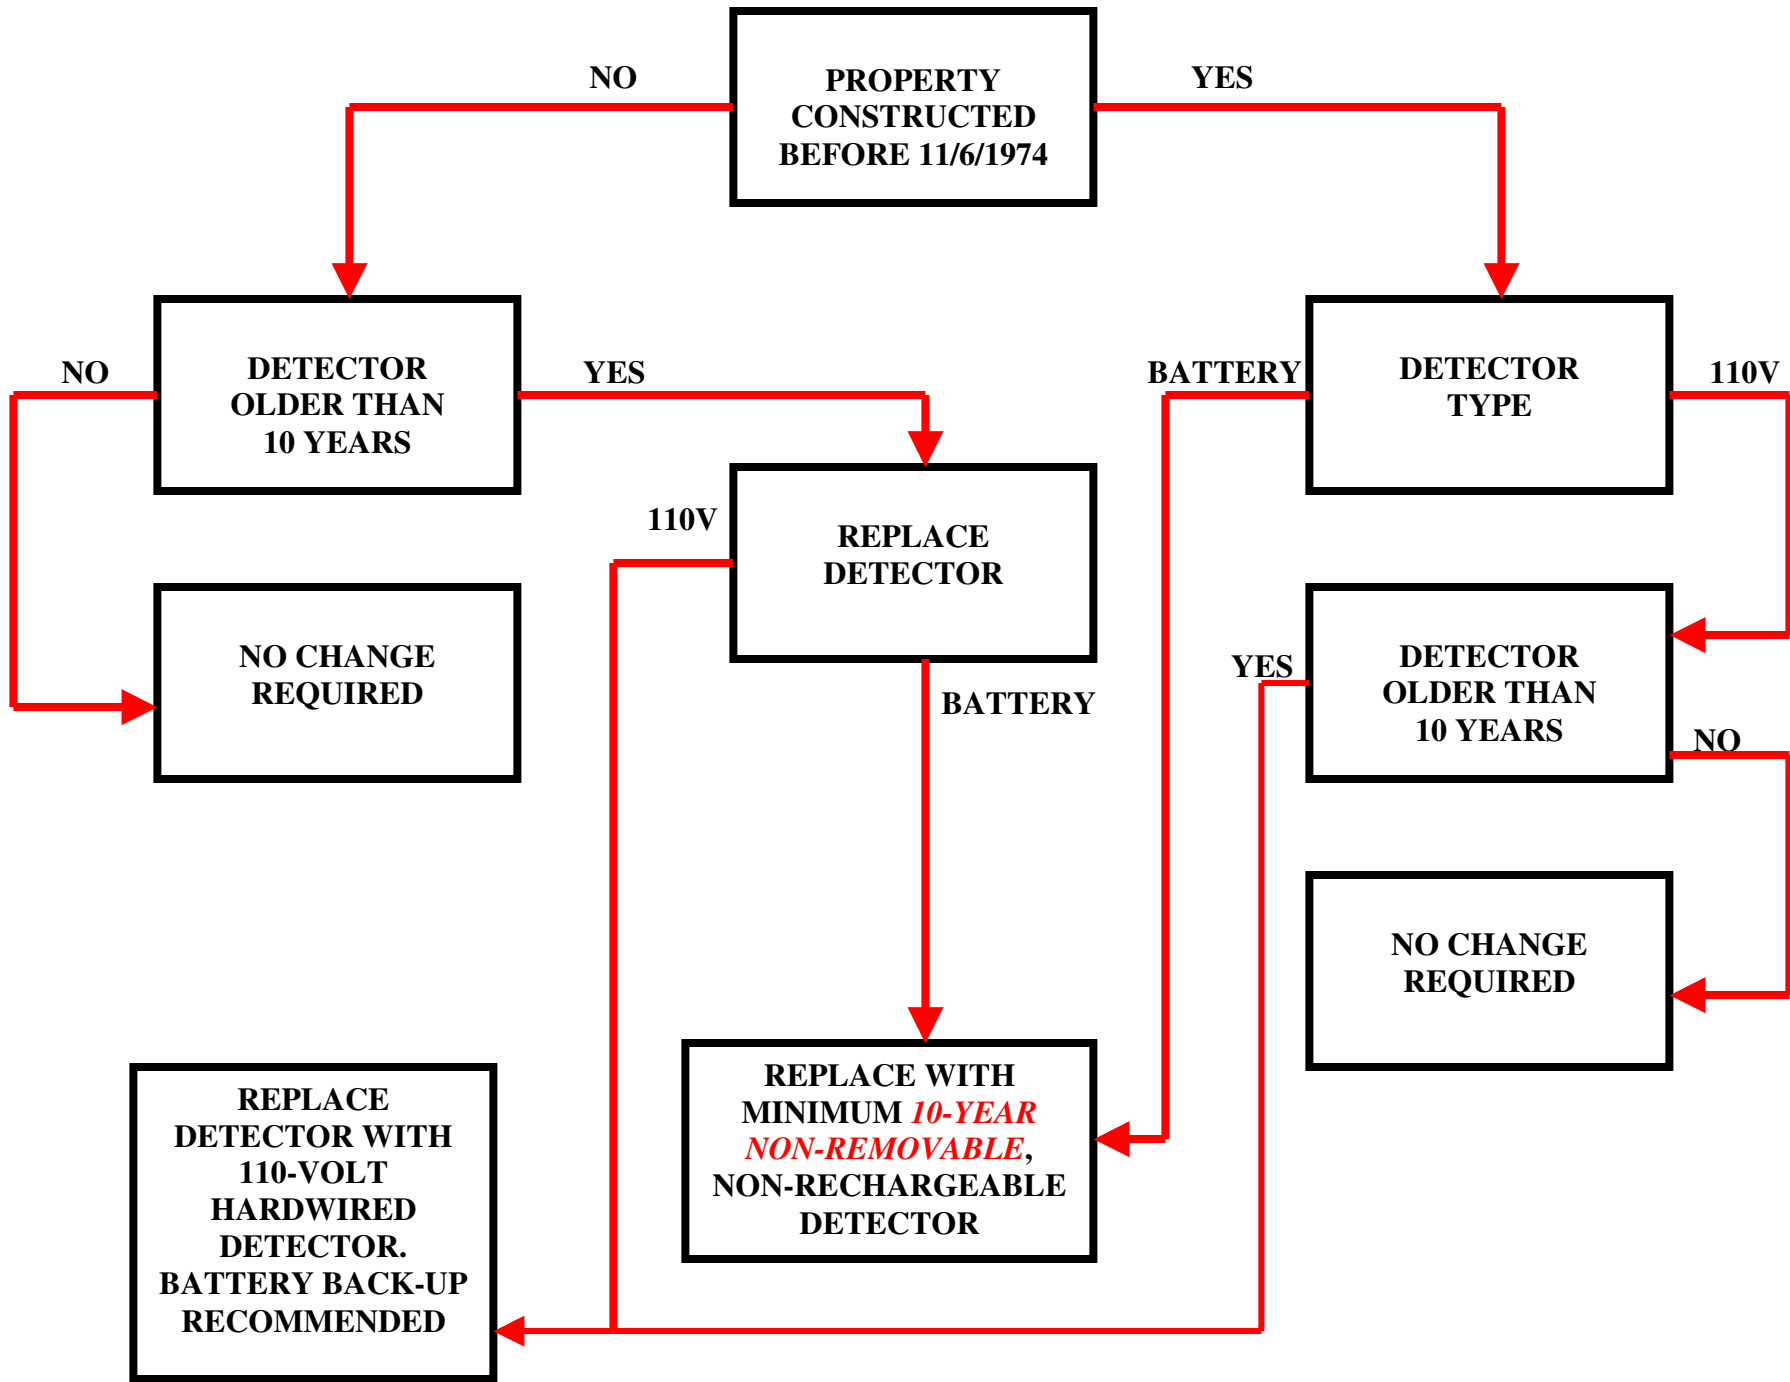 NO
PROPERTY
CONSTRUCTED
BEFORE 11/6/1974
YES
NO
DETECTOR
OLDER THAN
10 YEARS
YES
BATTERY
DETECTOR
TYPE
110V
110V
REPLACE
DETECTOR
NO CHANGE
REQUIRED
BATTERY
YES
DETECTOR
OLDER THAN
10 YEARS
NO
NO CHANGE
REQUIRED
REPLACE
DETECTOR WITH
110-VOLT
HARDWIRED
DETECTOR.
BATTERY BACK-UP
RECOMMENDED
REPLACE WITH
MINIMUM 10-YEAR
NON-REMOVABLE,
NON-RECHARGEABLE
DETECTOR